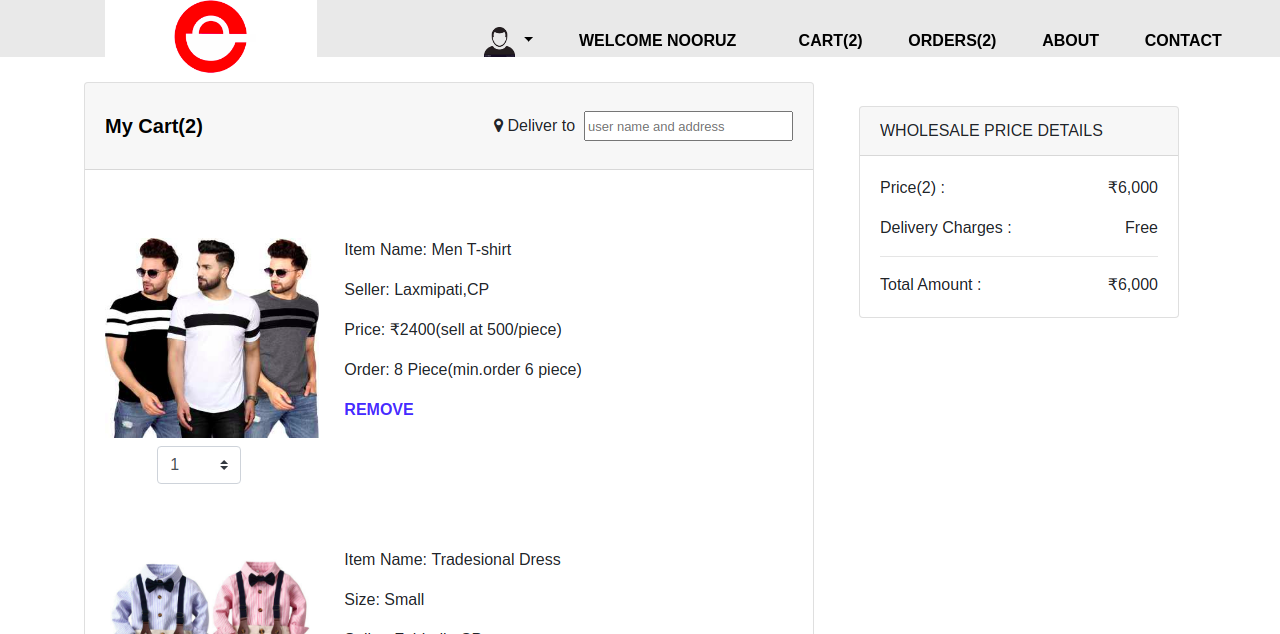 WELCOME NOORUZ CART(2) ORDERS(2) ABOUT CONTACT
My Cart(2)
Deliver to user name and address
Item Name: Men T-shirt
Seller: Laxmipati,CP
Price: ₹2400(sell at 500/piece)
Order: 8 Piece(min.order 6 piece)
REMOVE
1
Item Name: Tradesional Dress
Size: Small
WHOLESALE PRICE DETAILS
Price(2) : ₹6,000
Delivery Charges : Free
Total Amount : ₹6,000